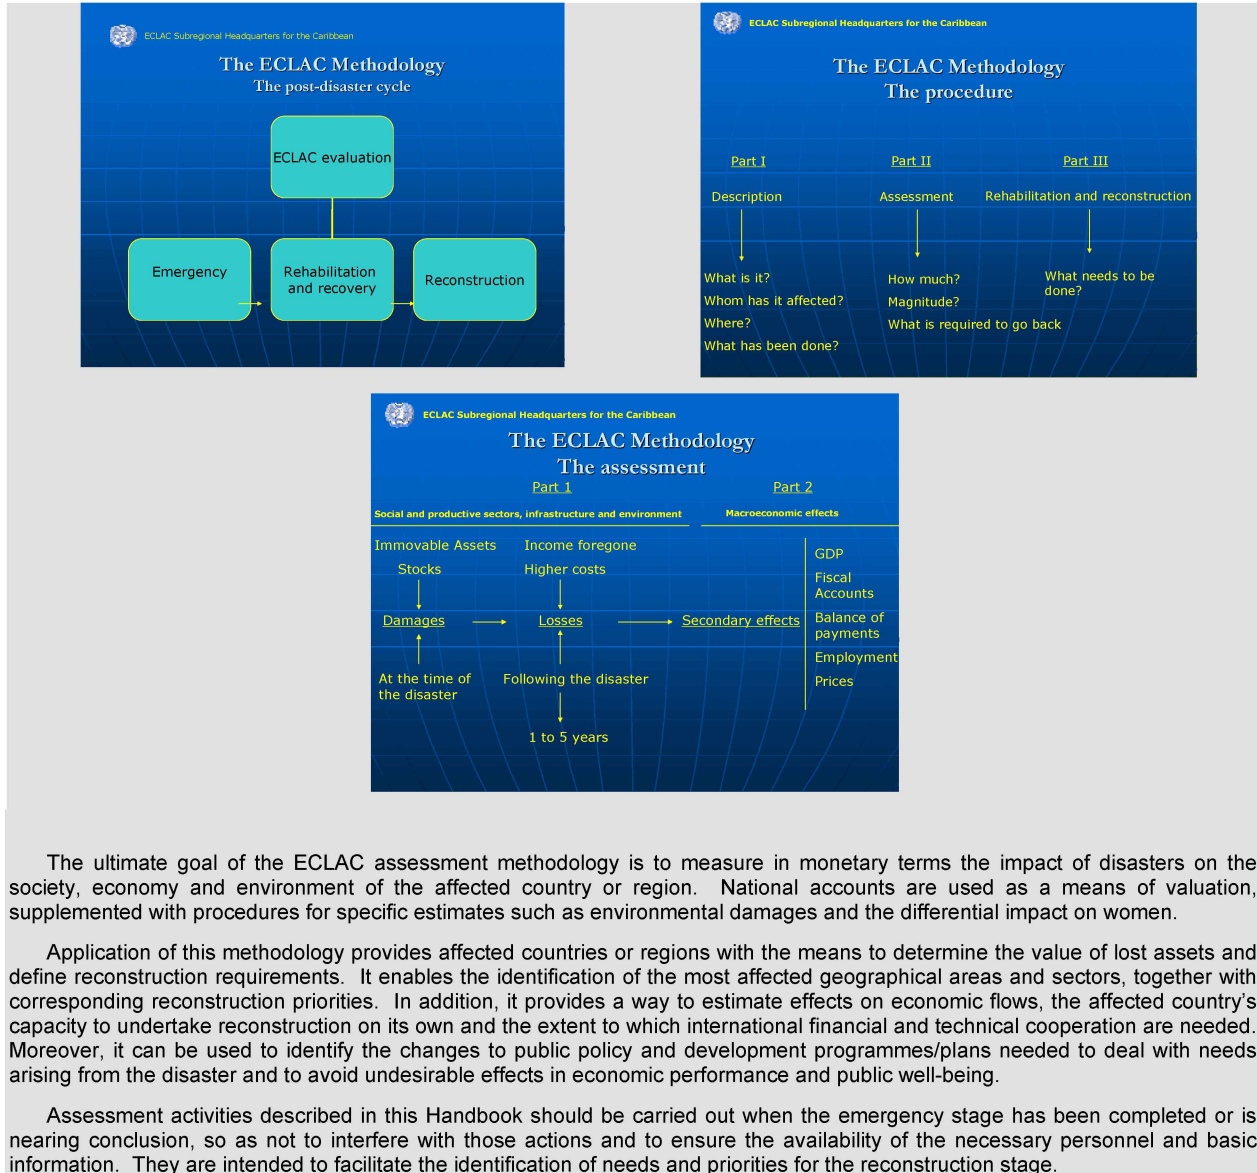 ECLAC Subregional Headquarters for the Caribbean
The ECLAC Methodology
The post-disaster cycle
ECLAC evaluation
Emergency
Rehabilitation
and recovery
Reconstruction
ECLAC Subregional Headquarters for the Caribbean
The ECLAC Methodology
The procedure
Part I
Description
What is it?
Whom has it affected?
Where?
What has been done?
Part II
Assessment
How much?
Magnitude?
What is required to go back
Part III
Rehabilitation and reconstruction
What needs to be
done?
ECLAC Subregional Headquarters for the Caribbean
The ECLAC Methodology
The assessment
Part 1
Social and productive sectors, infrastructure and environment
Immovable Assets
Stocks
Damages
At the time of
the disaster
Income foregone
Higher costs
Losses
Following the disaster
1 to 5 years
Part 2
Macroeconomic effects
Secondary effects
GDP
Fiscal
Accounts
Balance of
payments
Employment
Prices
The ultimate goal of the ECLAC assessment methodology is to measure in monetary terms the impact of disasters on the
society, economy and environment of the affected country or region. National accounts are used as a means of valuation,
supplemented with procedures for specific estimates such as environmental damages and the differential impact on women.
Application of this methodology provides affected countries or regions with the means to determine the value of lost assets and
define reconstruction requirements. It enables the identification of the most affected geographical areas and sectors, together with
corresponding reconstruction priorities. In addition, it provides a way to estimate effects on economic flows, the affected country's
capacity to undertake reconstruction on its own and the extent to which international financial and technical cooperation are needed.
Moreover, it can be used to identify the changes to public policy and development programmes/plans needed to deal with needs
arising from the disaster and to avoid undesirable effects in economic performance and public well-being.
Assessment activities described in this Handbook should be carried out when the emergency stage has been completed or is
nearing conclusion, so as not to interfere with those actions and to ensure the availability of the necessary personnel and basic
information. They are intended to facilitate the identification of needs and priorities for the reconstruction stage.